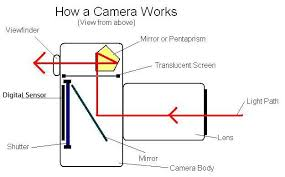 How a Camera Works
(View from above)
Viewfinder
Mirror or Pentaprism
Translucent Screen
Digital Sensor
Light Path
Lens
Shutter
Mirror
Camera Body